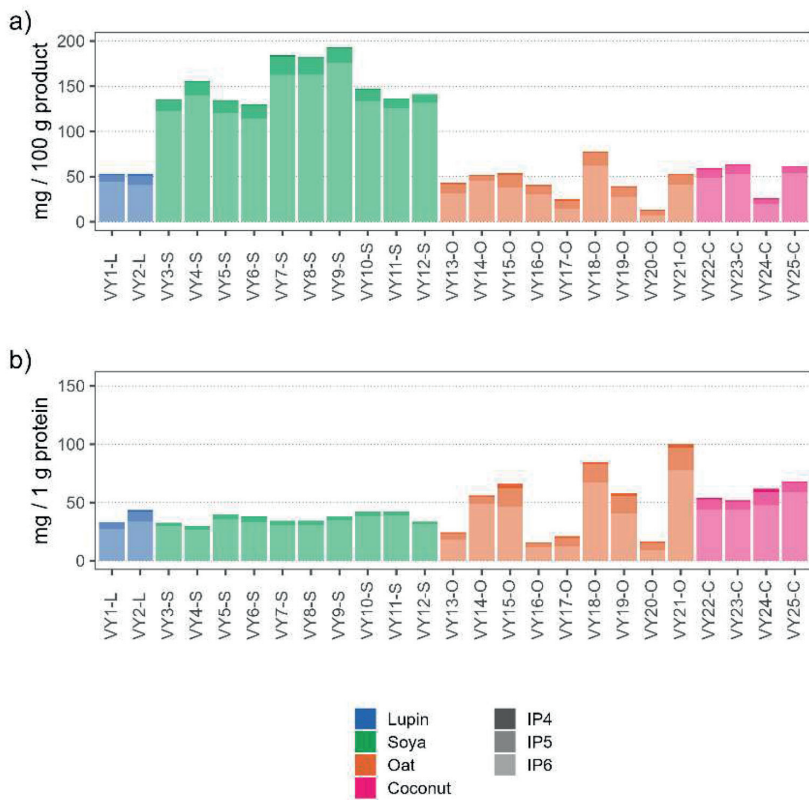 a)
mg / 100 g product
200
150
100
50
0
VY1-L VY2-L VY3-S VY4-S VY5-S VY6-S VY7-S VY8-S VY9-S VY10-S VY11-S VY12-S VY13-O VY14-O VY15-O VY16-O VY17-O VY18-O VY19-O VY20-O VY21-O VY22-C VY23-C VY24-C VY25-C
b)
mg / 1 g protein
150
100
50
0
VY1-L VY2-L VY3-S VY4-S VY5-S VY6-S VY7-S VY8-S VY9-S VY10-S VY11-S VY12-S VY13-O VY14-O VY15-O VY16-O VY17-O VY18-O VY19-O VY20-O VY21-O VY22-C VY23-C VY24-C VY25-C
Lupin IP4
Soya IP5
Oat IP6
Coconut